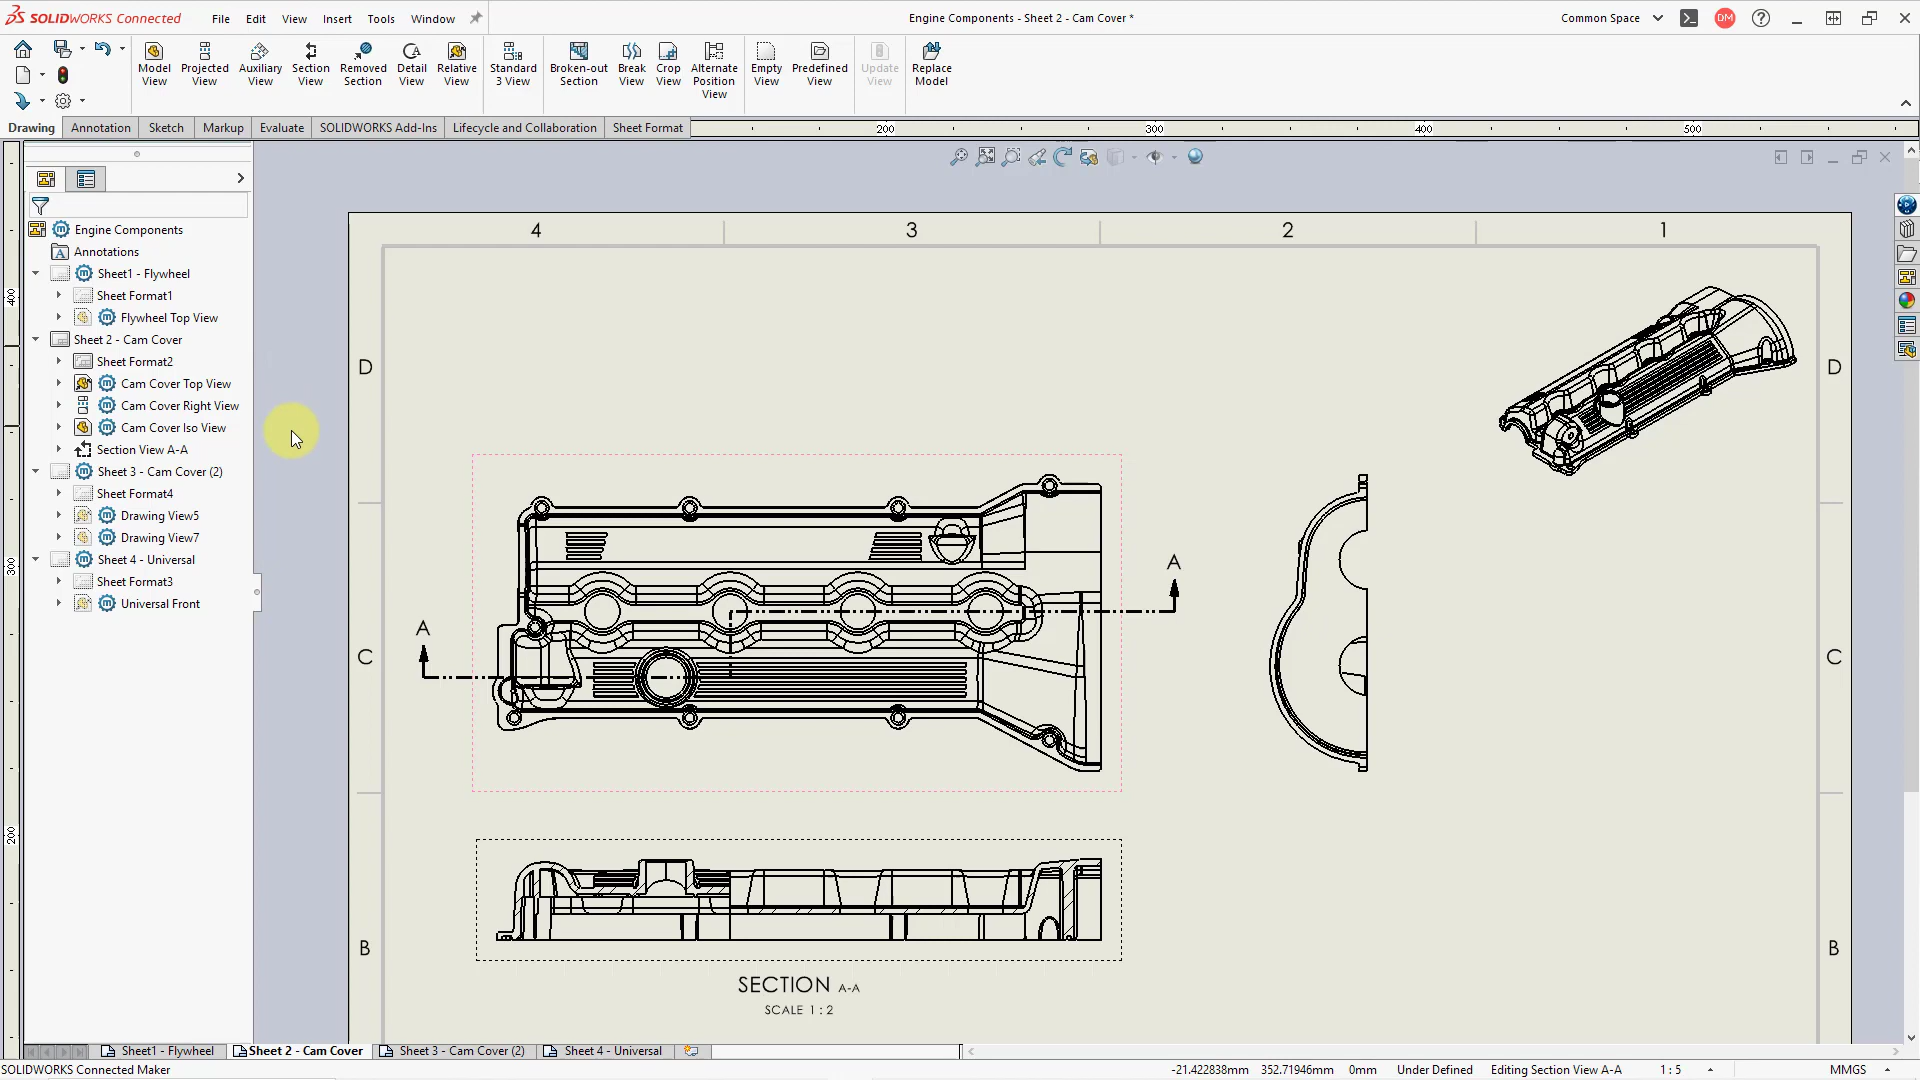 SOLIDWORKS Connected
File Edit View Insert Tools Window
Engine Components - Sheet 2 - Cam Cover *
Common Space
DM
Model View
Projected View
Auxiliary View
Section View
Removed Section
Detail View
Relative View
Standard 3 View
Broken-out Section
Break View
Crop View
Alternate Position View
Empty View
Predefined View
Update View
Replace Model
Drawing Annotation Sketch Markup Evaluate SOLIDWORKS Add-Ins Lifecycle and Collaboration Sheet Format
200 300 400 500
Engine Components
Annotations
Sheet1 - Flywheel
Sheet Format1
Flywheel Top View
Sheet 2 - Cam Cover
Sheet Format2
Cam Cover Top View
Cam Cover Right View
Cam Cover Iso View
Section View A-A
Sheet 3 - Cam Cover (2)
Sheet Format4
Drawing View5
Drawing View7
Sheet 4 - Universal
Sheet Format3
Universal Front
400
300
200
4 3 2 1
D D
C C
B B
A
A
SECTION A-A
SCALE 1 : 2
Sheet1 - Flywheel Sheet 2 - Cam Cover Sheet 3 - Cam Cover (2) Sheet 4 - Universal
SOLIDWORKS Connected Maker
-21.422838mm 352.71946mm 0mm Under Defined Editing Section View A-A 1 : 5 MMGS